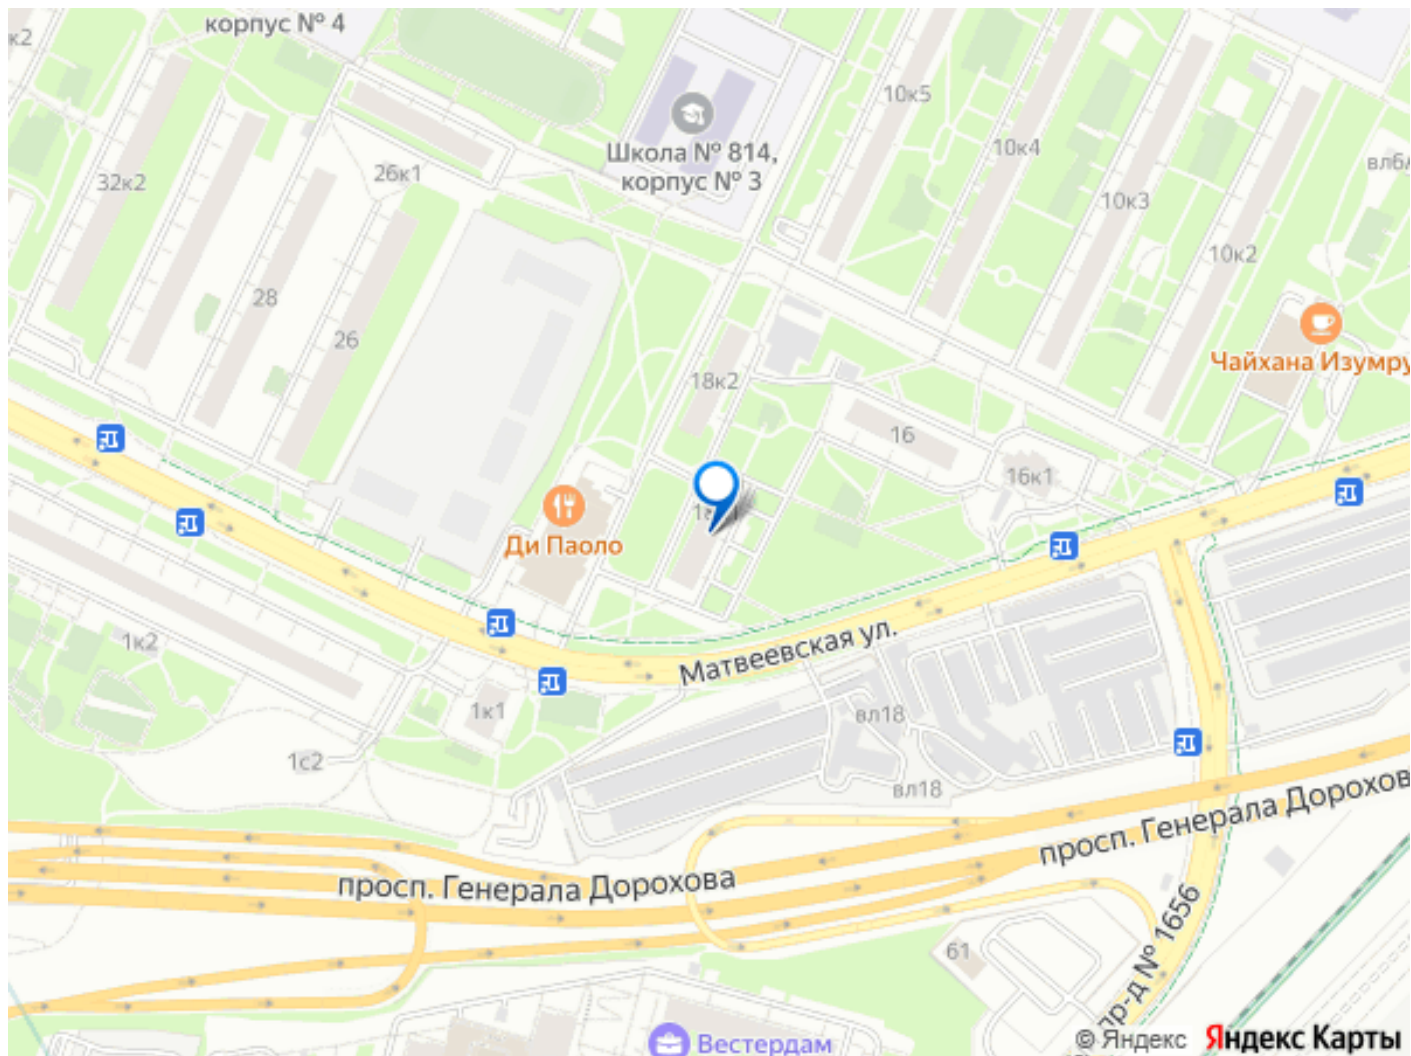 корпус № 4
к2
10к5
Школа № 814,
корпус № 3
10к4
влб/
32к2
26к1
10к3
10к2
28
26
Чайхана Изумру
18к2
16
16к1
Ди Паоло
Матвеевская ул.
1к2
1к1
вл18
1с2
вл18
просп. Генерала Дорохов
просп. Генерала Дорохова
61
пр-д № 1656
Вестердам
© Яндекс Яндекс Карты